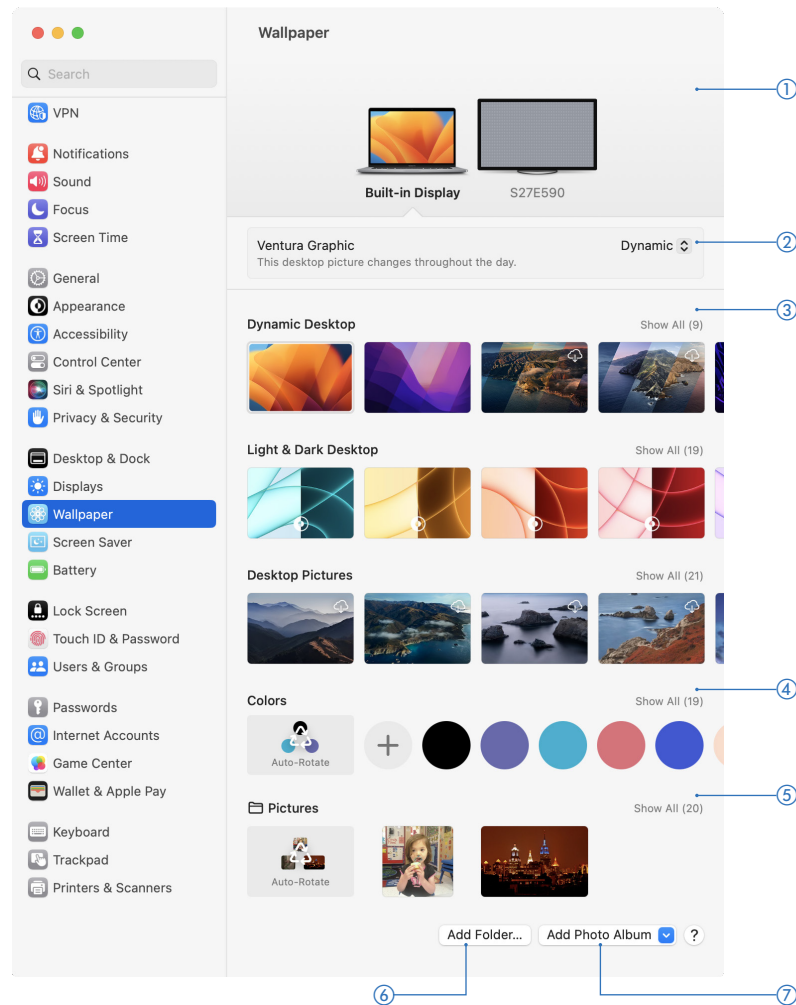 Wallpaper
Search
VPN
Notifications
Sound
Focus
Screen Time
General
Appearance
Accessibility
Control Center
Siri & Spotlight
Privacy & Security
Desktop & Dock
Displays
Wallpaper
Screen Saver
Battery
Lock Screen
Touch ID & Password
Users & Groups
Passwords
Internet Accounts
Game Center
Wallet & Apple Pay
Keyboard
Trackpad
Printers & Scanners
1
Built-in Display S27E590
Ventura Graphic Dynamic 2
This desktop picture changes throughout the day.
3
Dynamic Desktop Show All (9)
Light & Dark Desktop Show All (19)
Desktop Pictures Show All (21)
4
Colors Show All (19)
Auto-Rotate
5
Pictures Show All (20)
Auto-Rotate
Add Folder... Add Photo Album ?
6 7